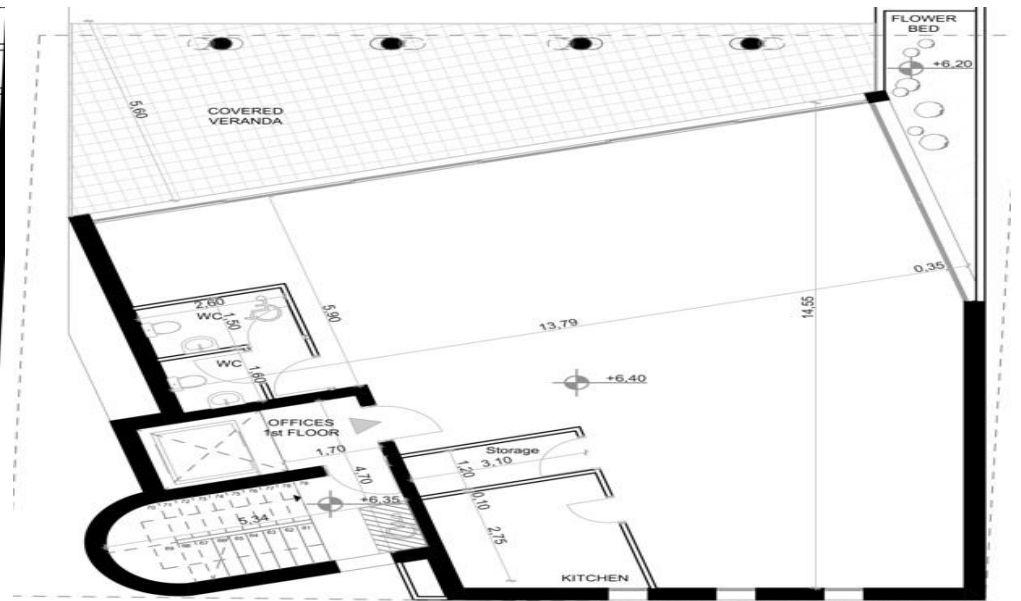 FLOWER
BED
+6,20
5,60
COVERED
VERANDA
0,35
2,60
WC
1,50
5,90
14,55
13,79
WC
1,60
+6,40
OFFICES
1st FLOOR
1,70
4,70
Storage
1,20
3,10
+6,35
0,10
5,34
2,75
KITCHEN